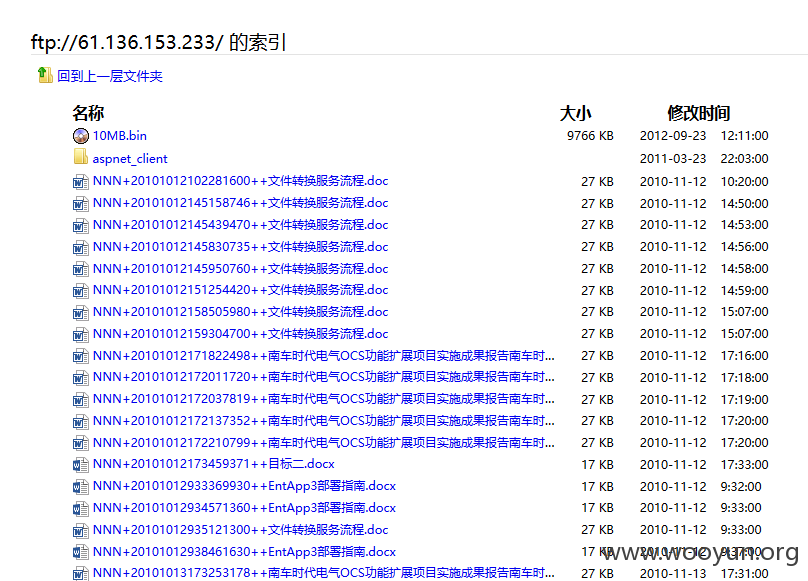 ftp://61.136.153.233/ 的索引
回到上一层文件夹
名称 大小 修改时间
10MB.bin 9766 KB 2012-09-23 12:11:00
aspnet_client 2011-03-23 22:03:00
NNN+20101012102281600++文件转换服务流程.doc 27 KB 2010-11-12 10:20:00
NNN+20101012145158746++文件转换服务流程.doc 27 KB 2010-11-12 14:50:00
NNN+20101012145439470++文件转换服务流程.doc 27 KB 2010-11-12 14:53:00
NNN+20101012145830735++文件转换服务流程.doc 27 KB 2010-11-12 14:56:00
NNN+20101012145950760++文件转换服务流程.doc 27 KB 2010-11-12 14:58:00
NNN+20101012151254420++文件转换服务流程.doc 27 KB 2010-11-12 14:59:00
NNN+20101012158505980++文件转换服务流程.doc 27 KB 2010-11-12 15:07:00
NNN+20101012159304700++文件转换服务流程.doc 27 KB 2010-11-12 15:07:00
NNN+20101012171822498++南车时代电气OCS功能扩展项目实施成果报告南车时... 27 KB 2010-11-12 17:16:00
NNN+20101012172011720++南车时代电气OCS功能扩展项目实施成果报告南车时... 27 KB 2010-11-12 17:18:00
NNN+20101012172037819++南车时代电气OCS功能扩展项目实施成果报告南车时... 27 KB 2010-11-12 17:19:00
NNN+20101012172137352++南车时代电气OCS功能扩展项目实施成果报告南车时... 27 KB 2010-11-12 17:20:00
NNN+20101012172210799++南车时代电气OCS功能扩展项目实施成果报告南车时... 27 KB 2010-11-12 17:20:00
NNN+20101012173459371++目标二.docx 17 KB 2010-11-12 17:33:00
NNN+20101012933369930++EntApp3部署指南.docx 17 KB 2010-11-12 9:32:00
NNN+20101012934571360++EntApp3部署指南.docx 17 KB 2010-11-12 9:33:00
NNN+20101012935121300++文件转换服务流程.doc 27 KB 2010-11-12 9:33:00
NNN+20101012938461630++EntApp3部署指南.docx 17 KB 2010-11-12 9:37:00
www.wooyun.org
NNN+20101013173253178++南车时代电气OCS功能扩展项目实施成果报告南车时... 27 KB 2010-11-13 17:31:00